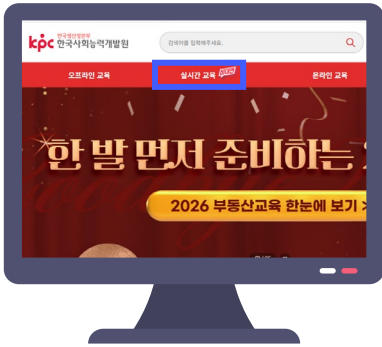 kpc 한국생산성본부
한국사회능력개발원
검색어를 입력해주세요.
오프라인 교육
실시간 교육
온라인 교육
한 발 먼저 준비하는
2026 부동산교육 한눈에 보기 >